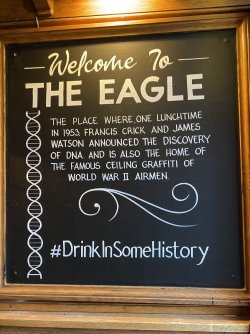 Welcome To
THE EAGLE
THE PLACE WHERE, ONE LUNCHTIME
IN 1953, FRANCIS CRICK AND JAMES
WATSON ANNOUNCED THE DISCOVERY
OF DNA. AND IS ALSO THE HOME OF
THE FAMOUS CEILING GRAFFITI OF
WORLD WAR II AIRMEN.
#DrinkInSomeHistory